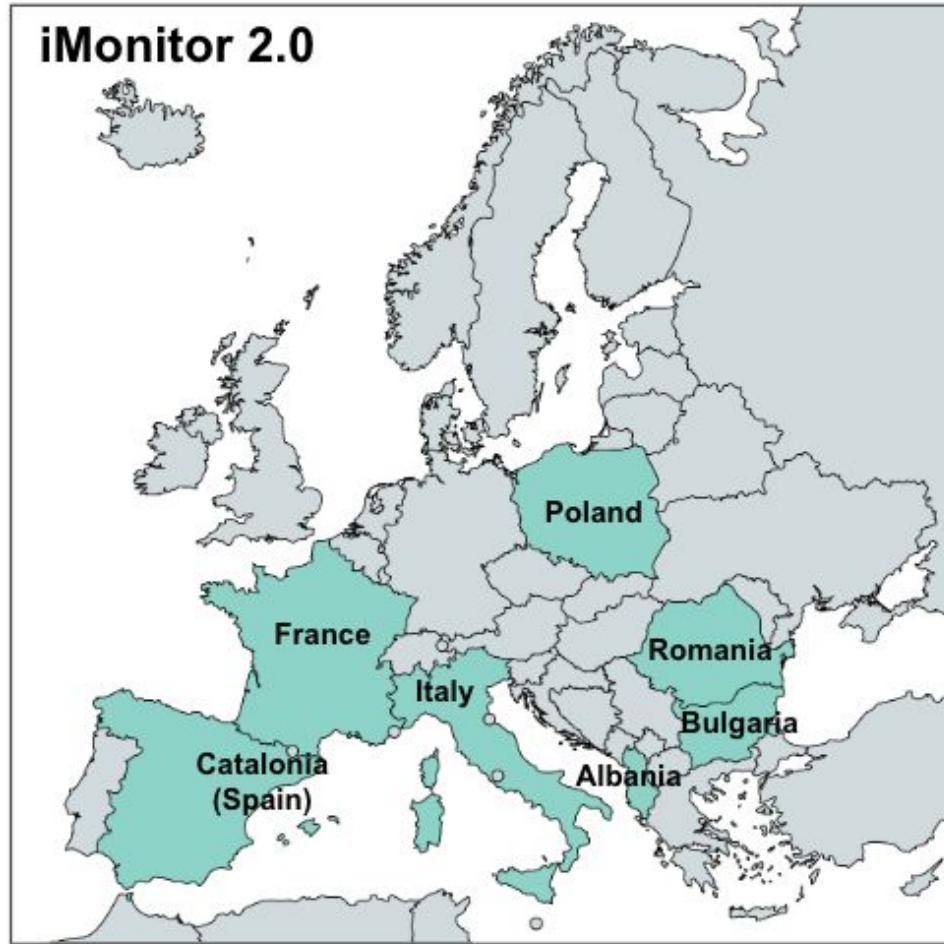 iMonitor 2.0
Poland
France
Romania
Italy
Bulgaria
Catalonia
(Spain)
Albania